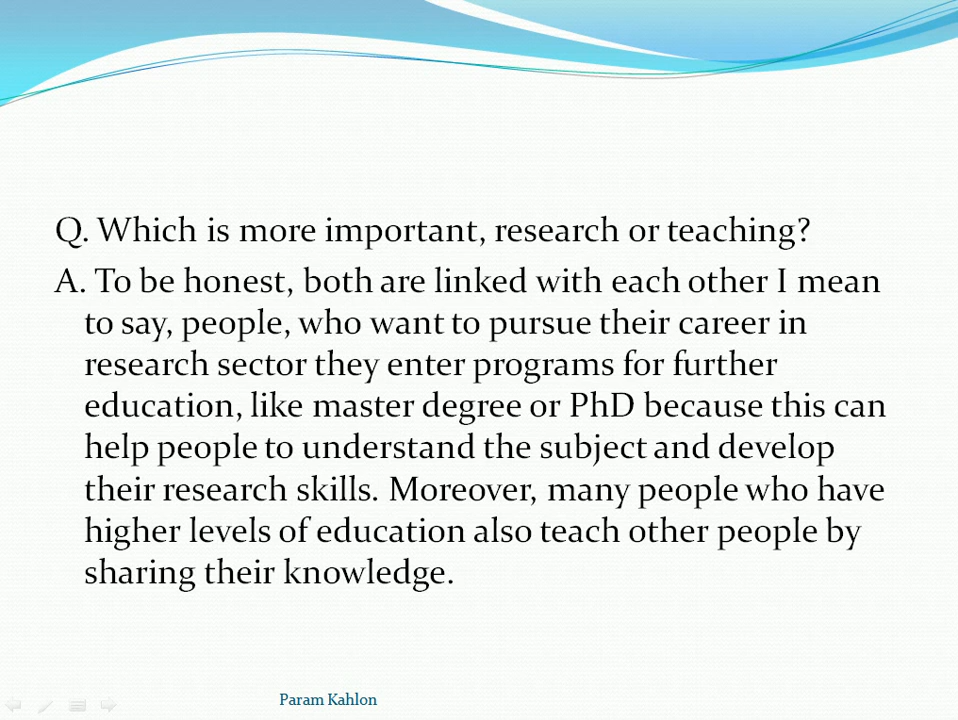 Q. Which is more important, research or teaching?
A. To be honest, both are linked with each other I mean
to say, people, who want to pursue their career in
research sector they enter programs for further
education, like master degree or PhD because this can
help people to understand the subject and develop
their research skills. Moreover, many people who have
higher levels of education also teach other people by
sharing their knowledge.
Param Kahlon